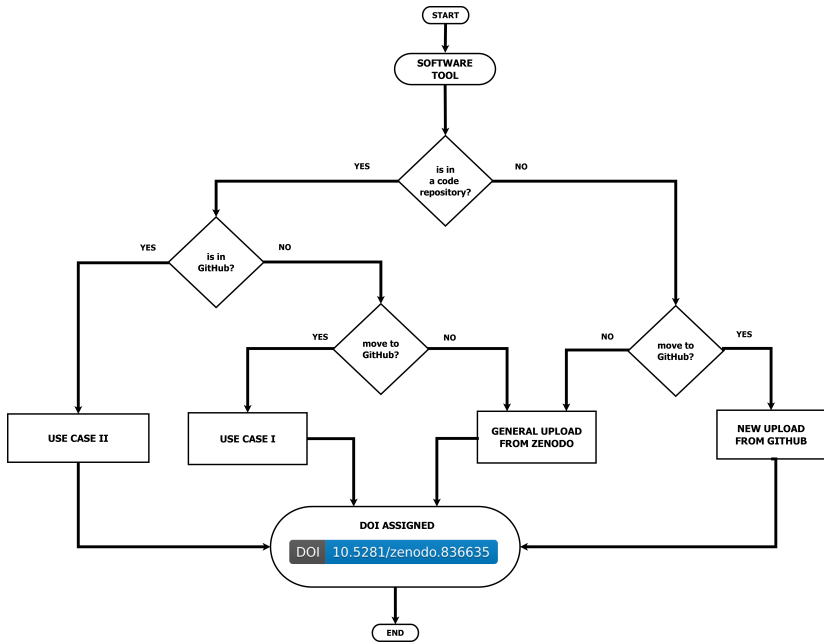 START
SOFTWARE
TOOL
YES
is in
a code
repository?
NO
YES
is in
GitHub?
NO
YES
move to
GitHub?
NO
NO
move to
GitHub?
YES
USE CASE II
USE CASE I
GENERAL UPLOAD
FROM ZENODO
NEW UPLOAD
FROM GITHUB
DOI ASSIGNED
DOI 10.5281/zenodo.836635
END